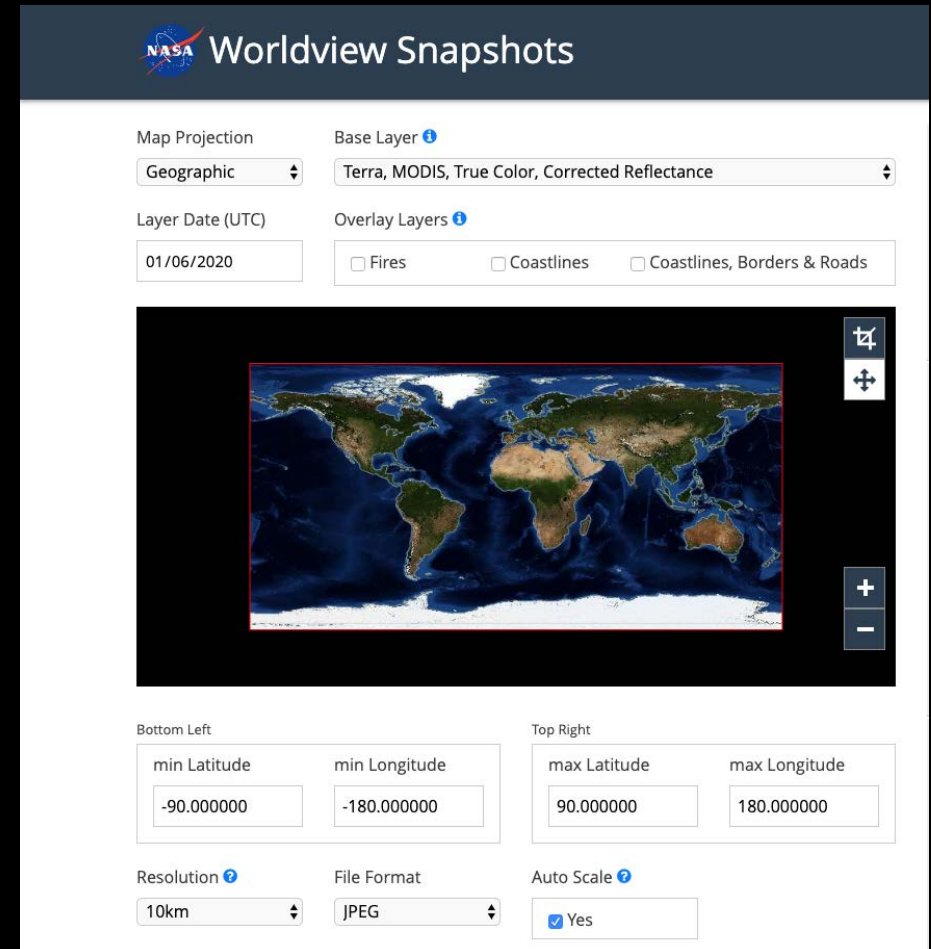 NASA Worldview Snapshots
Map Projection Base Layer
Geographic Terra, MODIS, True Color, Corrected Reflectance
Layer Date (UTC) Overlay Layers
01/06/2020 Fires Coastlines Coastlines, Borders & Roads
Bottom Left Top Right
min Latitude min Longitude max Latitude max Longitude
-90.000000 -180.000000 90.000000 180.000000
Resolution File Format Auto Scale
10km JPEG Yes